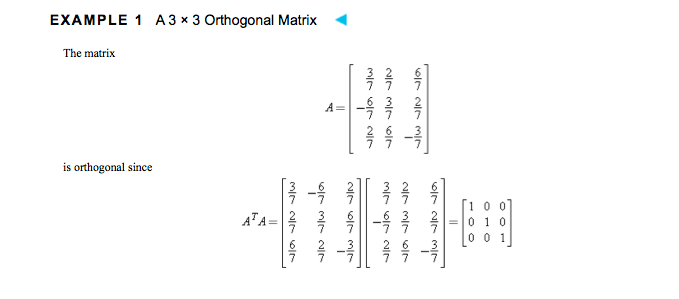 EXAMPLE 1 A 3 × 3 Orthogonal Matrix
The matrix
A = [ 3/7 2/7 6/7
-6/7 3/7 2/7
2/7 6/7 -3/7 ]
is orthogonal since
AᵀA = [ 3/7 -6/7 2/7 ] [ 3/7 2/7 6/7 ] = [ 1 0 0 ]
[ 2/7 3/7 6/7 ] [ -6/7 3/7 2/7 ] [ 0 1 0 ]
[ 6/7 2/7 -3/7 ] [ 2/7 6/7 -3/7 ] [ 0 0 1 ]